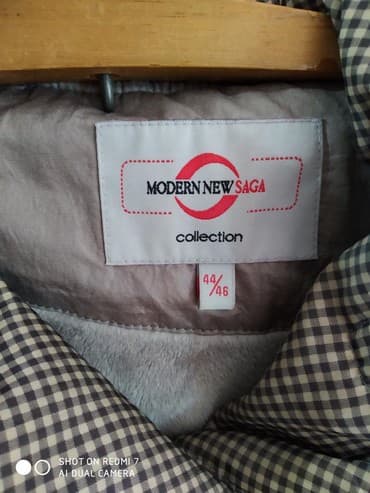 MODERN NEW SAGA
collection
44/46
SHOT ON REDMI 7
AI DUAL CAMERA